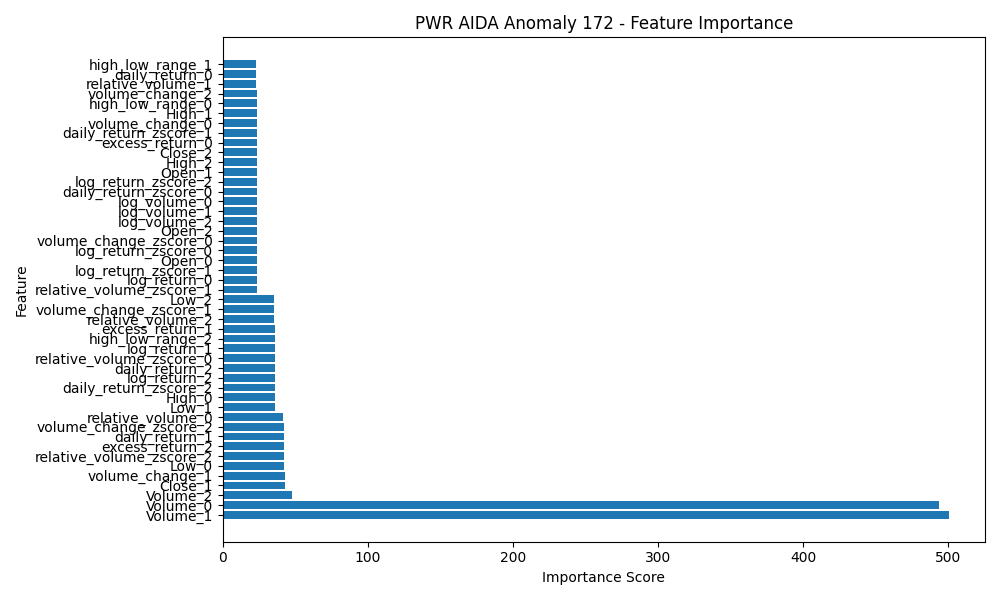 PWR AIDA Anomaly 172 - Feature Importance
high_low_range_1
daily_return_0
relative_volume_1
volume_change_2
high_low_range_0
High_1
volume_change_0
daily_return_zscore_1
excess_return_0
Close_2
High_2
Open_1
log_return_zscore_2
daily_return_zscore_0
log_volume_0
log_volume_1
log_volume_2
Open_2
volume_change_zscore_0
log_return_zscore_0
Open_0
log_return_zscore_1
log_return_0
relative_volume_zscore_1
Low_2
volume_change_zscore_1
relative_volume_2
excess_return_1
high_low_range_2
log_return_1
relative_volume_zscore_0
daily_return_2
log_return_2
daily_return_zscore_2
High_0
Low_1
relative_volume_0
volume_change_zscore_2
daily_return_1
excess_return_2
relative_volume_zscore_2
Low_0
volume_change_1
Close_1
Volume_2
Volume_0
Volume_1
Feature
0 100 200 300 400 500
Importance Score